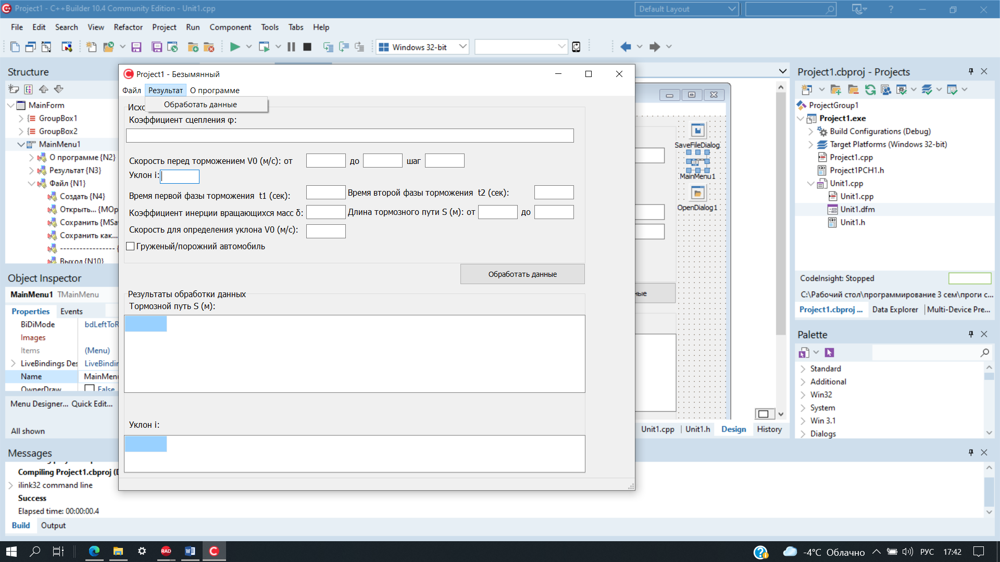 Project1 - C++Builder 10.4 Community Edition - Unit1.cpp
Default Layout
File Edit Search View Refactor Project Run Component Tools Tabs Help
Windows 32-bit
Structure
MainForm
GroupBox1
GroupBox2
MainMenu1
О программе {N2}
Результат {N3}
Файл {N1}
Создать {N4}
Открыть... {MOp
Сохранить {MSa
Сохранить как...
----------------- {
Выход {N10}
Object Inspector
MainMenu1 TMainMenu
Properties Events
BiDiMode bdLeftToR
Images
Items (Menu)
LiveBindings Des LiveBindin
Name MainMenu
OwnerDraw False
Menu Designer... Quick Edit...
All shown
Project1 - Безымянный
Файл Результат О программе
Обработать данные
Исхо
Коэффициент сцепления φ:
Скорость перед торможением V0 (м/с): от до шаг
Уклон i:
Время первой фазы торможения t1 (сек): Время второй фазы торможения t2 (сек):
Коэффициент инерции вращающихся масс δ: Длина тормозного пути S (м): от до
Скорость для определения уклона V0 (м/с):
Груженый/порожний автомобиль
Обработать данные
Результаты обработки данных
Тормозной путь S (м):
Уклон i:
SaveFileDialog
MainMenu1
OpenDialog1
ные
Unit1.cpp Unit1.h Design History
Project1.cbproj - Projects
ProjectGroup1
Project1.exe
Build Configurations (Debug)
Target Platforms (Windows 32-bit)
Project1.cpp
Project1PCH1.h
Unit1.cpp
Unit1.cpp
Unit1.dfm
Unit1.h
CodeInsight: Stopped
C:\Рабочий стол\программирование 3 сем\проги с...
Project1.cbproj ... Data Explorer Multi-Device Pre...
Palette
Standard
Additional
Win32
System
Win 3.1
Dialogs
Messages
Compiling Project1.cbproj (D
ilink32 command line
Success
Elapsed time: 00:00:00.4
Build Output
RAD
-4°C Облачно РУС 17:42